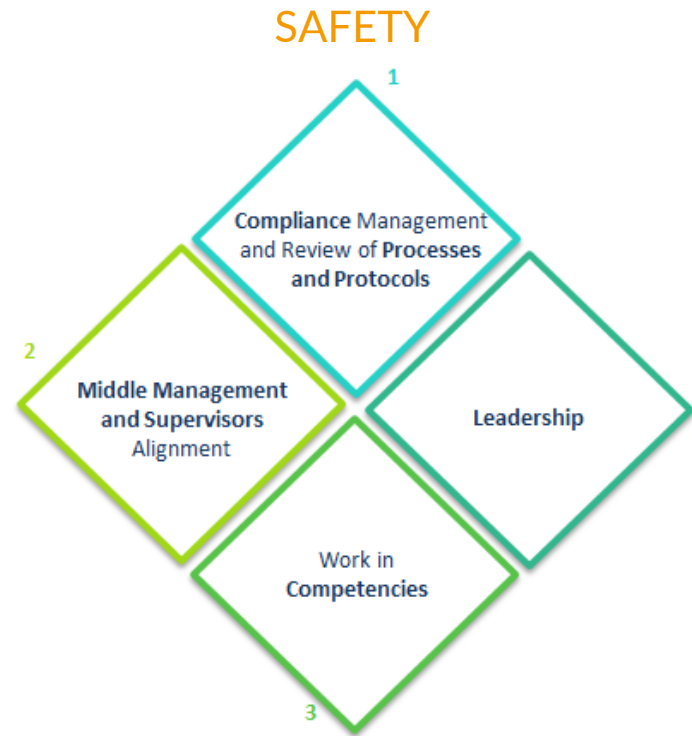 SAFETY
1
Compliance Management
and Review of Processes
and Protocols
2
Middle Management
and Supervisors
Alignment
Leadership
Work in
Competencies
3